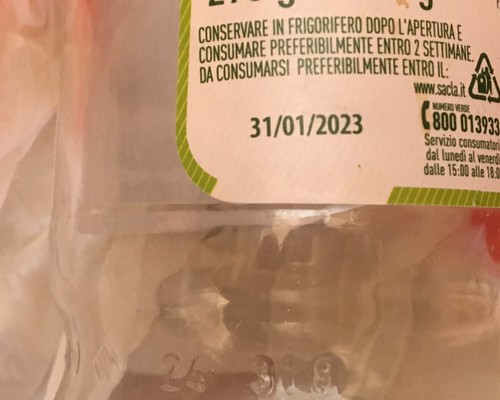 CONSERVARE IN FRIGORIFERO DOPO L'APERTURA E
CONSUMARE PREFERIBILMENTE ENTRO 2 SETTIMANE.
DA CONSUMARSI PREFERIBILMENTE ENTRO IL:
www.sacla.it
31/01/2023
NUMERO VERDE
800 013933
Servizio consumatori
dal lunedì al venerdì
dalle 15:00 alle 18:0